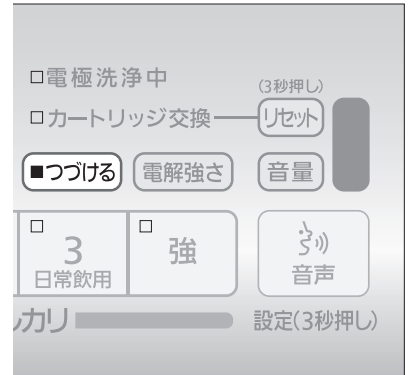 □電極洗浄中
(3秒押し)
□カートリッジ交換 リセット
■つづける 電解強さ 音量
3 強
日常飲用 音声
ルカリ 設定(3秒押し)